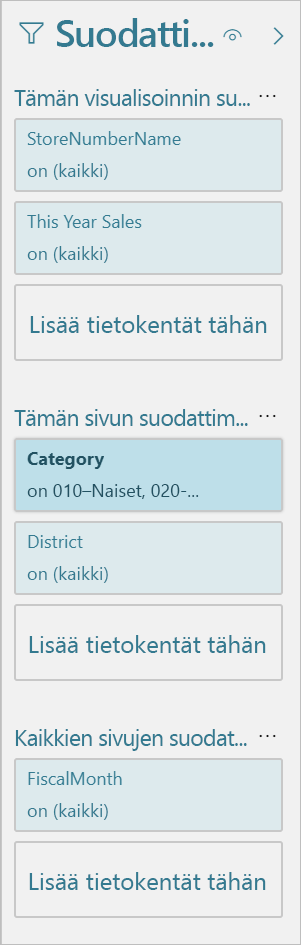 Suodatti...
Tämän visualisoinnin su...
StoreNumberName
on (kaikki)
This Year Sales
on (kaikki)
Lisää tietokentät tähän
Tämän sivun suodattim...
Category
on 010–Naiset, 020-...
District
on (kaikki)
Lisää tietokentät tähän
Kaikkien sivujen suodat...
FiscalMonth
on (kaikki)
Lisää tietokentät tähän